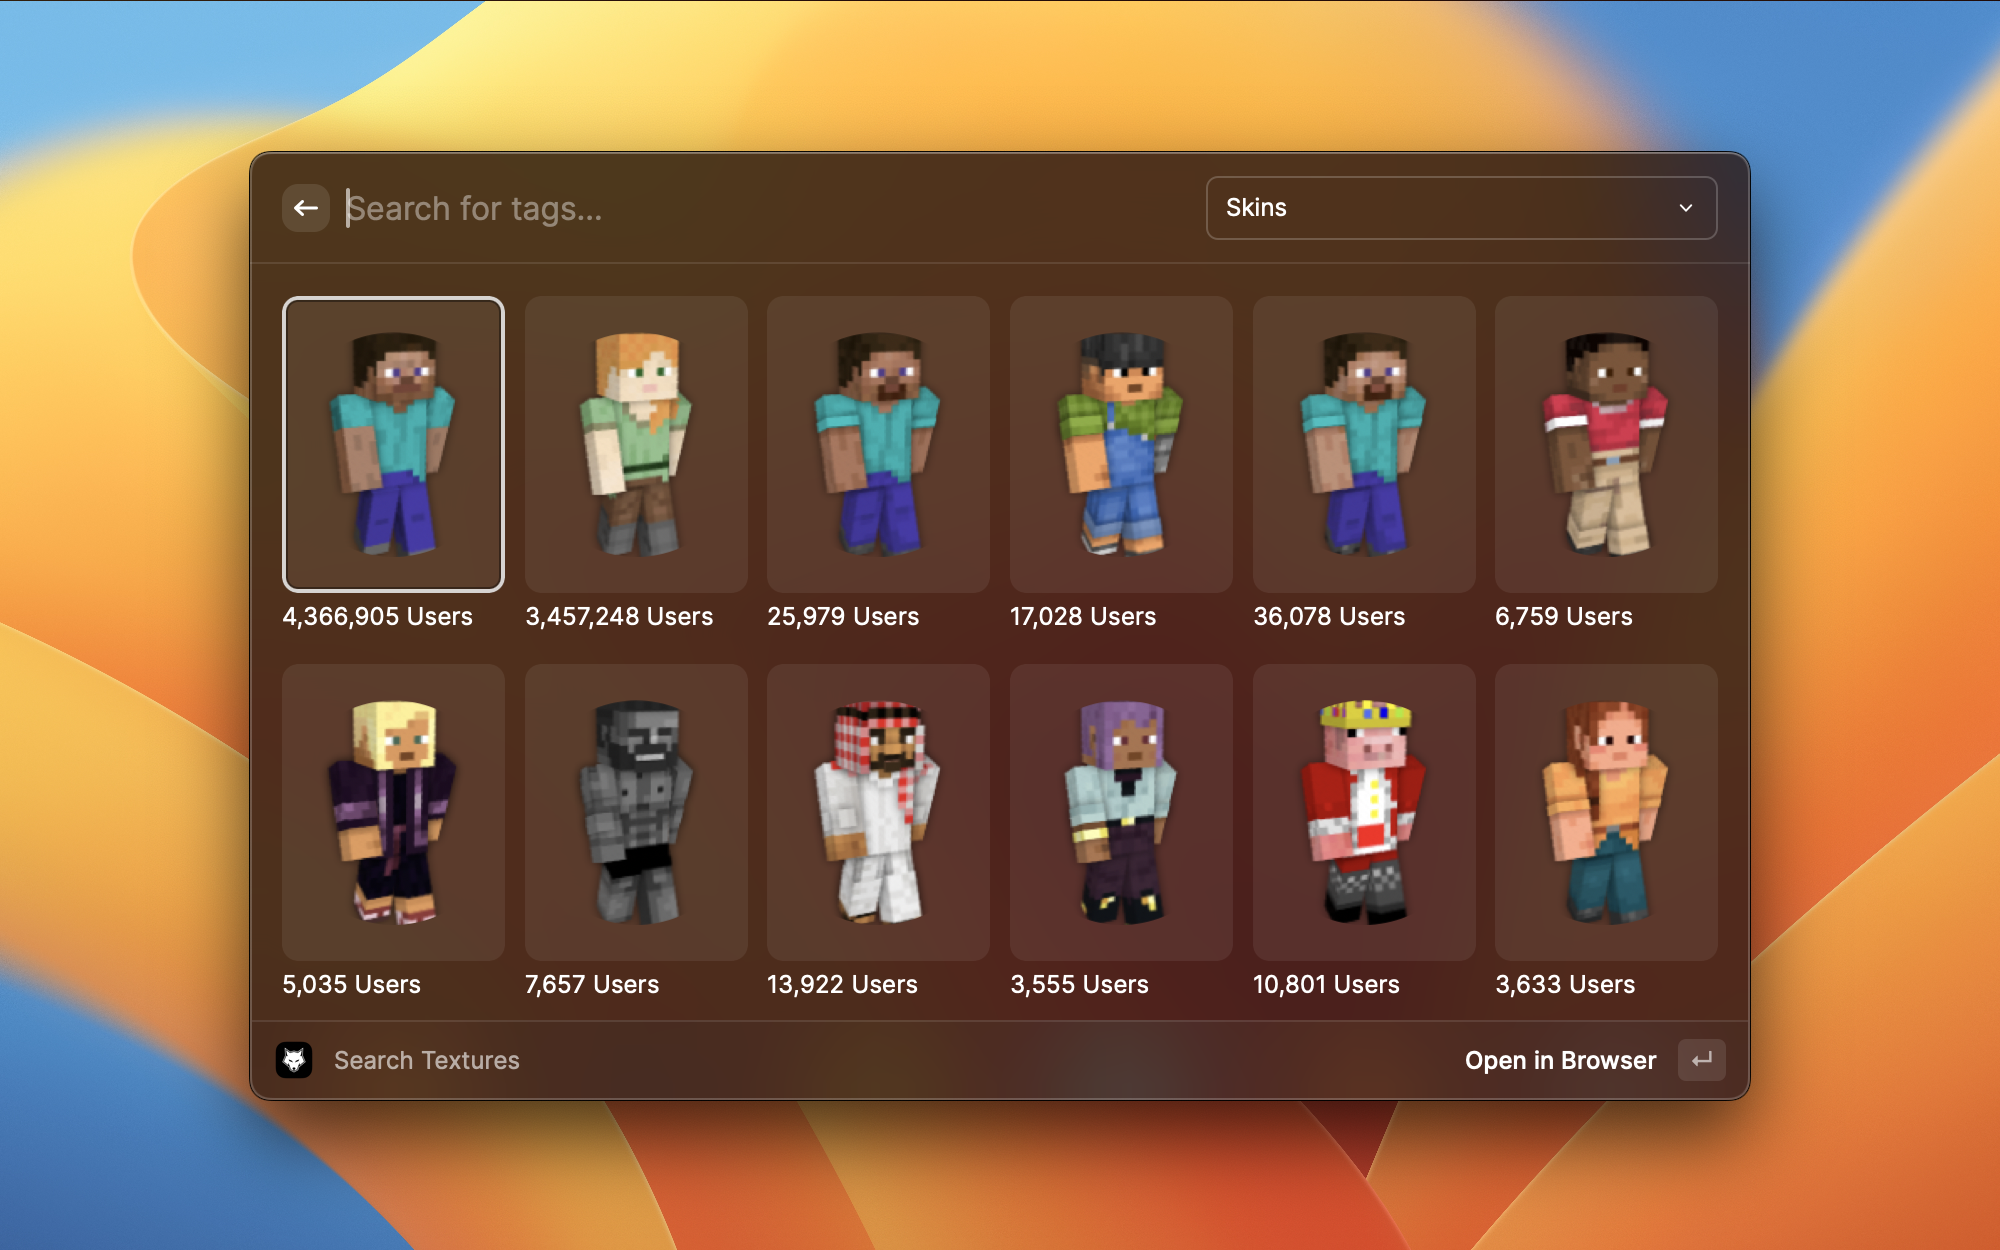 Search for tags...
Skins
4,366,905 Users
3,457,248 Users
25,979 Users
17,028 Users
36,078 Users
6,759 Users
5,035 Users
7,657 Users
13,922 Users
3,555 Users
10,801 Users
3,633 Users
Search Textures
Open in Browser